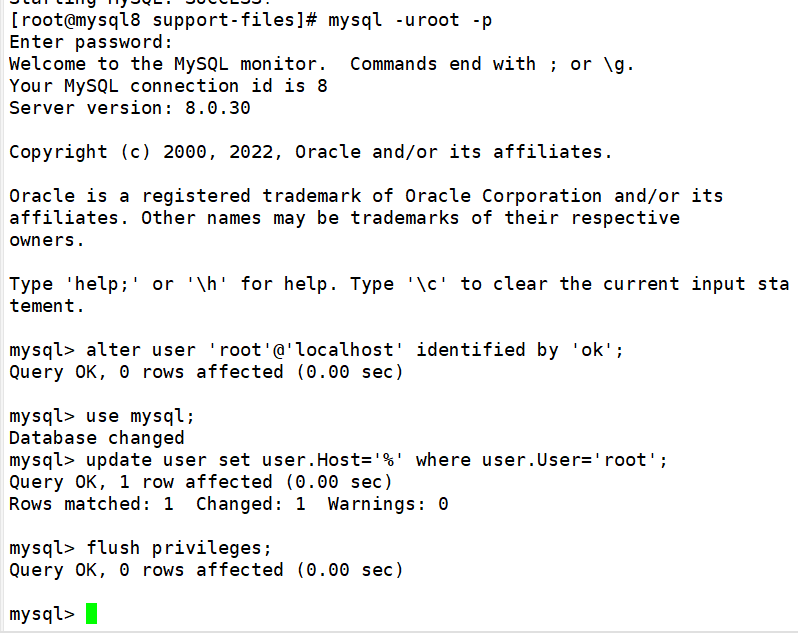 Starting MySQL. SUCCESS!
[root@mysql8 support-files]# mysql -uroot -p
Enter password:
Welcome to the MySQL monitor.  Commands end with ; or \g.
Your MySQL connection id is 8
Server version: 8.0.30
Copyright (c) 2000, 2022, Oracle and/or its affiliates.
Oracle is a registered trademark of Oracle Corporation and/or its
affiliates. Other names may be trademarks of their respective
owners.
Type 'help;' or '\h' for help. Type '\c' to clear the current input sta
tement.
mysql> alter user 'root'@'localhost' identified by 'ok';
Query OK, 0 rows affected (0.00 sec)
mysql> use mysql;
Database changed
mysql> update user set user.Host='%' where user.User='root';
Query OK, 1 row affected (0.00 sec)
Rows matched: 1  Changed: 1  Warnings: 0
mysql> flush privileges;
Query OK, 0 rows affected (0.00 sec)
mysql>